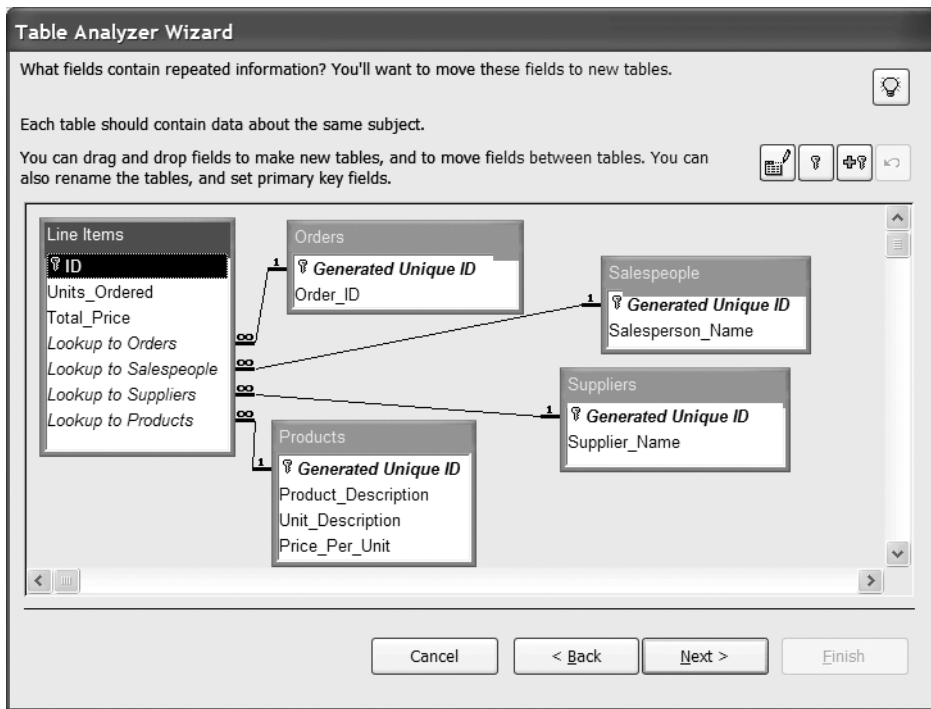 Table Analyzer Wizard
What fields contain repeated information? You'll want to move these fields to new tables.
Each table should contain data about the same subject.
You can drag and drop fields to make new tables, and to move fields between tables. You can
also rename the tables, and set primary key fields.
Line Items
ID
Units_Ordered
Total_Price
Lookup to Orders
Lookup to Salespeople
Lookup to Suppliers
Lookup to Products
Orders
Generated Unique ID
Order_ID
Salespeople
Generated Unique ID
Salesperson_Name
Suppliers
Generated Unique ID
Supplier_Name
Products
Generated Unique ID
Product_Description
Unit_Description
Price_Per_Unit
1
1
1
1
∞
∞
∞
∞
Cancel
< Back
Next >
Finish